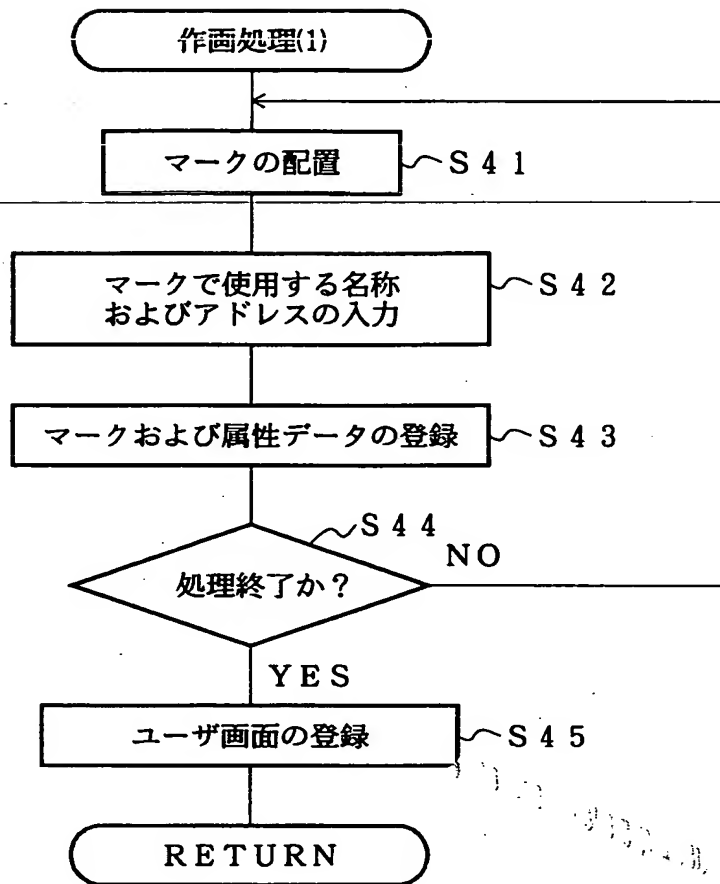 作画処理(1)
マークの配置
S41
マークで使用する名称
およびアドレスの入力
S42
マークおよび属性データの登録
S43
S44
処理終了か?
NO
YES
ユーザ画面の登録
S45
RETURN